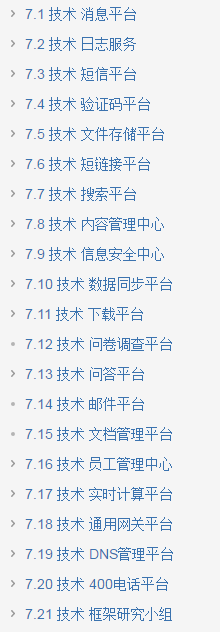 7.1 技术 消息平台
7.2 技术 日志服务
7.3 技术 短信平台
7.4 技术 验证码平台
7.5 技术 文件存储平台
7.6 技术 短链接平台
7.7 技术 搜索平台
7.8 技术 内容管理中心
7.9 技术 信息安全中心
7.10 技术 数据同步平台
7.11 技术 下载平台
7.12 技术 问卷调查平台
7.13 技术 问答平台
7.14 技术 邮件平台
7.15 技术 文档管理平台
7.16 技术 员工管理中心
7.17 技术 实时计算平台
7.18 技术 通用网关平台
7.19 技术 DNS管理平台
7.20 技术 400电话平台
7.21 技术 框架研究小组